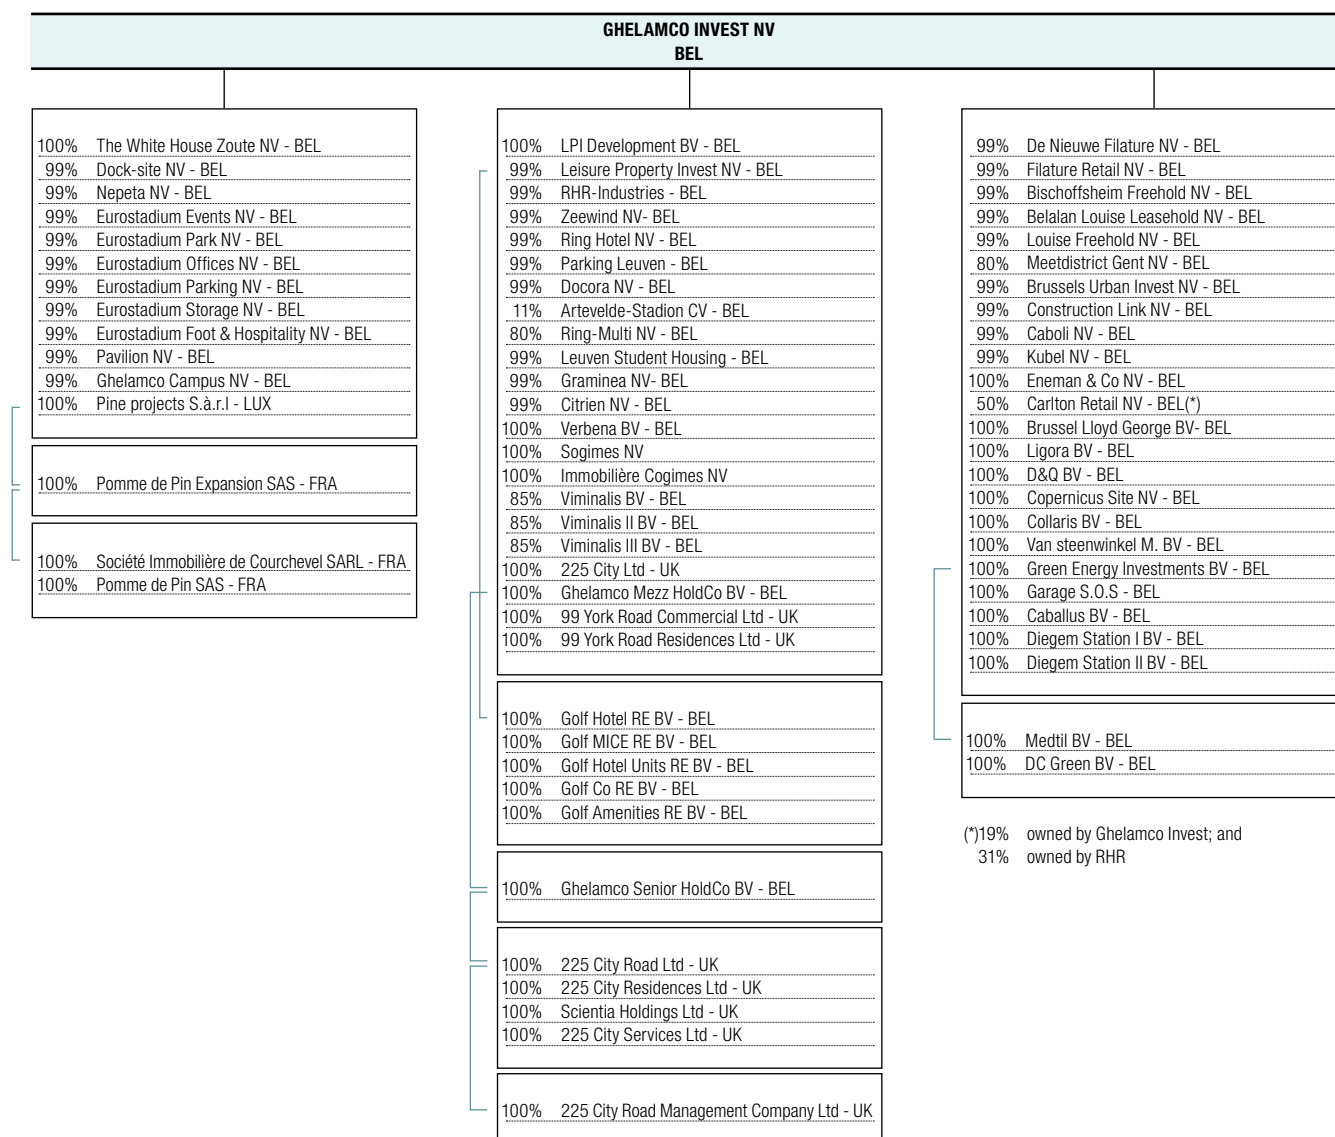 GHELAMCO INVEST NV
BEL
100% The White House Zoute NV - BEL
99% Dock-site NV - BEL
99% Nepeta NV - BEL
99% Eurostadium Events NV - BEL
99% Eurostadium Park NV - BEL
99% Eurostadium Offices NV - BEL
99% Eurostadium Parking NV - BEL
99% Eurostadium Storage NV - BEL
99% Eurostadium Foot & Hospitality NV - BEL
99% Pavilion NV - BEL
99% Ghelamco Campus NV - BEL
100% Pine projects S.à.r.l - LUX
100% Pomme de Pin Expansion SAS - FRA
100% Société Immobilière de Courchevel SARL - FRA
100% Pomme de Pin SAS - FRA
100% LPI Development BV - BEL
99% Leisure Property Invest NV - BEL
99% RHR-Industries - BEL
99% Zeewind NV- BEL
99% Ring Hotel NV - BEL
99% Parking Leuven - BEL
99% Docora NV - BEL
11% Artevelde-Stadion CV - BEL
80% Ring-Multi NV - BEL
99% Leuven Student Housing - BEL
99% Graminea NV- BEL
99% Citrien NV - BEL
100% Verbena BV - BEL
100% Sogimes NV
100% Immobilière Cogimes NV
85% Viminalis BV - BEL
85% Viminalis II BV - BEL
85% Viminalis III BV - BEL
100% 225 City Ltd - UK
100% Ghelamco Mezz HoldCo BV - BEL
100% 99 York Road Commercial Ltd - UK
100% 99 York Road Residences Ltd - UK
100% Golf Hotel RE BV - BEL
100% Golf MICE RE BV - BEL
100% Golf Hotel Units RE BV - BEL
100% Golf Co RE BV - BEL
100% Golf Amenities RE BV - BEL
100% Ghelamco Senior HoldCo BV - BEL
100% 225 City Road Ltd - UK
100% 225 City Residences Ltd - UK
100% Scientia Holdings Ltd - UK
100% 225 City Services Ltd - UK
100% 225 City Road Management Company Ltd - UK
99% De Nieuwe Filature NV - BEL
99% Filature Retail NV - BEL
99% Bischoffsheim Freehold NV - BEL
99% Belalan Louise Leasehold NV - BEL
99% Louise Freehold NV - BEL
80% Meetdistrict Gent NV - BEL
99% Brussels Urban Invest NV - BEL
99% Construction Link NV - BEL
99% Caboli NV - BEL
99% Kubel NV - BEL
100% Eneman & Co NV - BEL
50% Carlton Retail NV - BEL(*)
100% Brussel Lloyd George BV- BEL
100% Ligora BV - BEL
100% D&Q BV - BEL
100% Copernicus Site NV - BEL
100% Collaris BV - BEL
100% Van steenwinkel M. BV - BEL
100% Green Energy Investments BV - BEL
100% Garage S.O.S - BEL
100% Caballus BV - BEL
100% Diegem Station I BV - BEL
100% Diegem Station II BV - BEL
100% Medtil BV - BEL
100% DC Green BV - BEL
(*)19% owned by Ghelamco Invest; and
31% owned by RHR